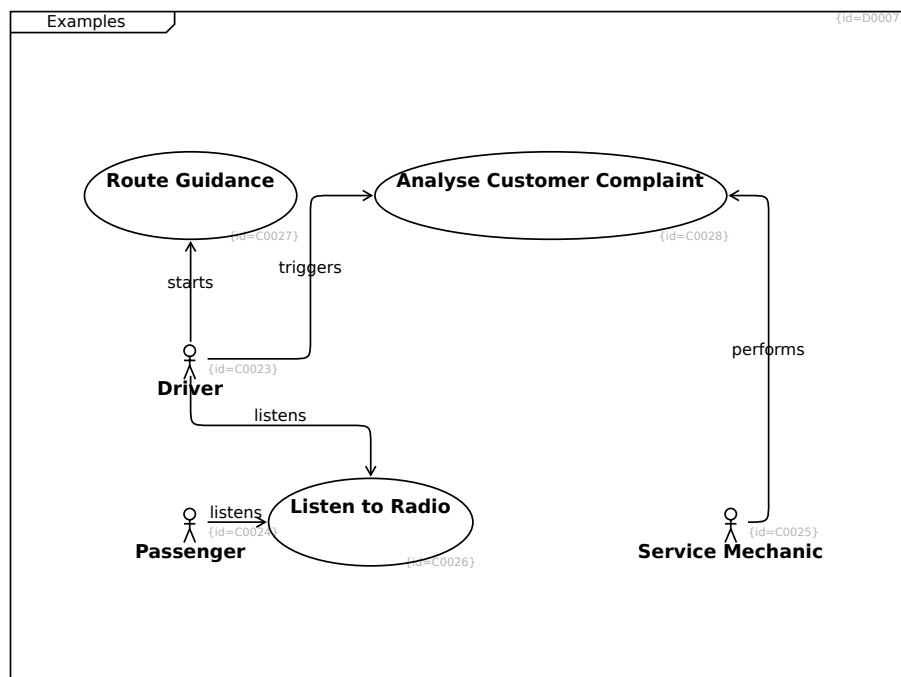 Examples
{id=D0007
Route Guidance
Analyse Customer Complaint
{id=C0027}
{id=C0028}
triggers
starts
performs
{id=C0023}
Driver
listens
Listen to Radio
listens
{id=C0024}
Passenger
{id=C0025}
Service Mechanic
{id=C0026}